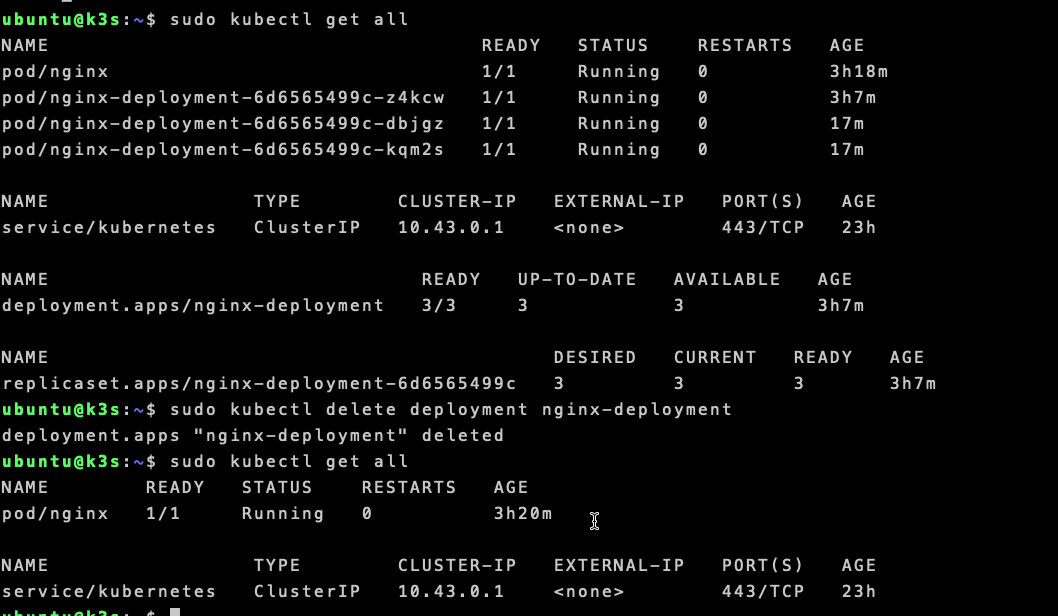 ubuntu@k3s:~$ sudo kubectl get all
NAME READY STATUS RESTARTS AGE
pod/nginx 1/1 Running 0 3h18m
pod/nginx-deployment-6d6565499c-z4kcw 1/1 Running 0 3h7m
pod/nginx-deployment-6d6565499c-dbjgz 1/1 Running 0 17m
pod/nginx-deployment-6d6565499c-kqm2s 1/1 Running 0 17m
NAME TYPE CLUSTER-IP EXTERNAL-IP PORT(S) AGE
service/kubernetes ClusterIP 10.43.0.1 <none> 443/TCP 23h
NAME READY UP-TO-DATE AVAILABLE AGE
deployment.apps/nginx-deployment 3/3 3 3 3h7m
NAME DESIRED CURRENT READY AGE
replicaset.apps/nginx-deployment-6d6565499c 3 3 3 3h7m
ubuntu@k3s:~$ sudo kubectl delete deployment nginx-deployment
deployment.apps "nginx-deployment" deleted
ubuntu@k3s:~$ sudo kubectl get all
NAME READY STATUS RESTARTS AGE
pod/nginx 1/1 Running 0 3h20m
NAME TYPE CLUSTER-IP EXTERNAL-IP PORT(S) AGE
service/kubernetes ClusterIP 10.43.0.1 <none> 443/TCP 23h
ubuntu@k3s:~$